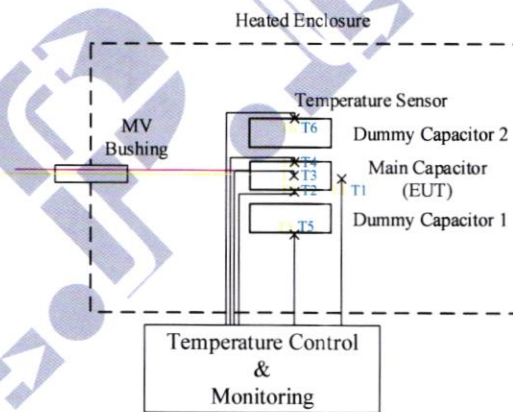 Heated Enclosure
Temperature Sensor
MV
Bushing
T6
Dummy Capacitor 2
T4
T3
Main Capacitor
(EUT)
T2
T1
Dummy Capacitor 1
T5
Temperature Control
&
Monitoring